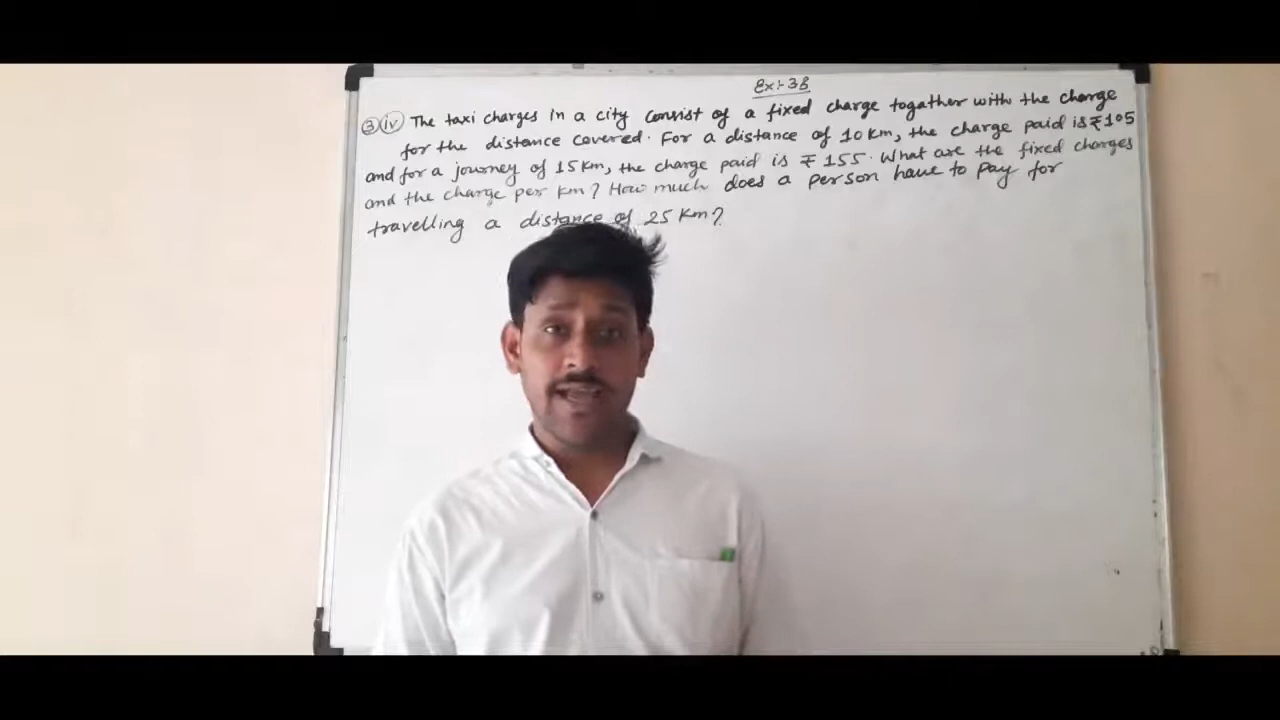 Ex:- 3B
③ (iv) The taxi charges in a city consist of a fixed charge togather with the charge
for the distance covered. For a distance of 10 km, the charge paid is ₹105
and for a journey of 15 km, the charge paid is ₹ 155. What are the fixed charges
and the charge per km? How much does a person have to pay for
travelling a distance of 25 km?